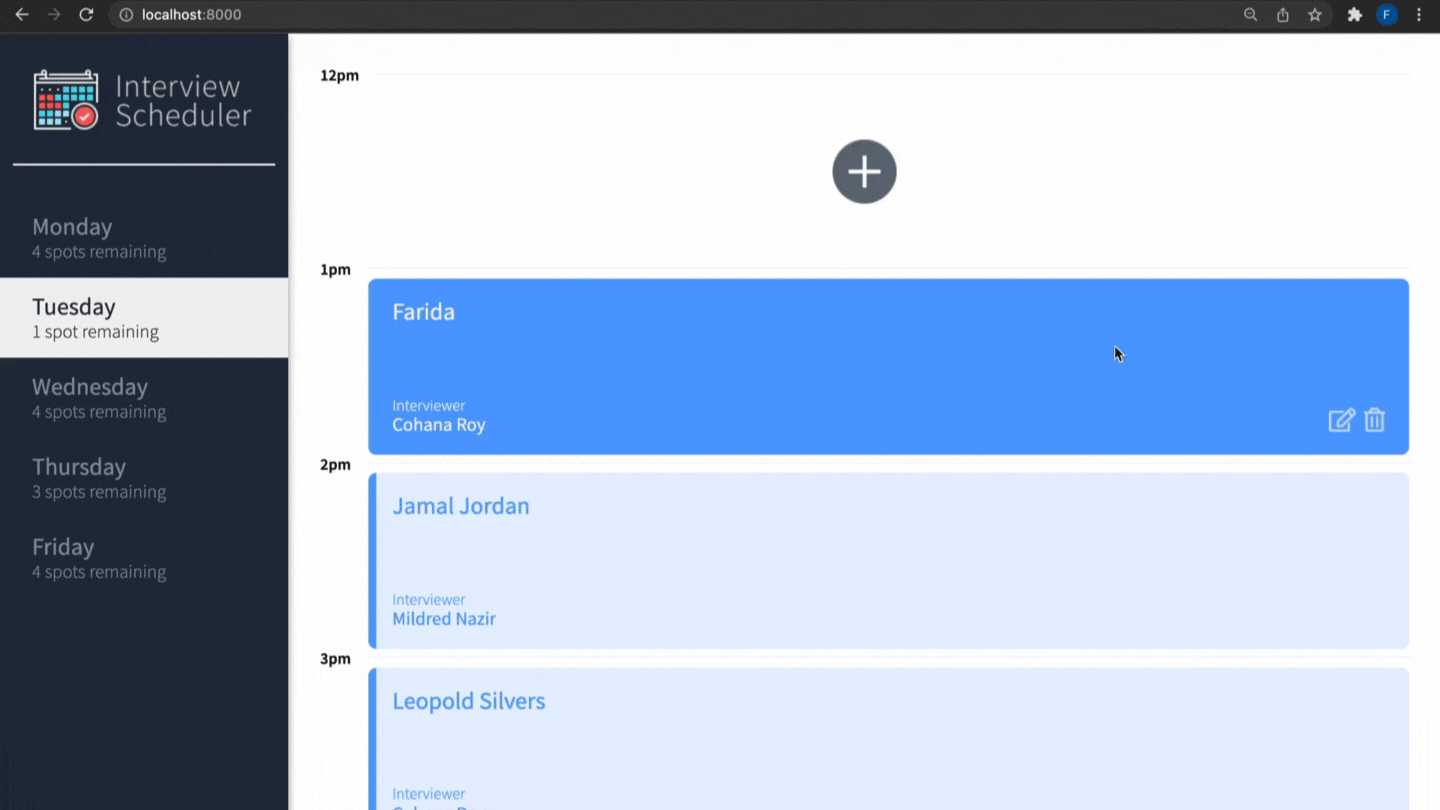 localhost:8000
F
Interview
Scheduler
Monday
4 spots remaining
Tuesday
1 spot remaining
Wednesday
4 spots remaining
Thursday
3 spots remaining
Friday
4 spots remaining
12pm
1pm
Farida
Interviewer
Cohana Roy
2pm
Jamal Jordan
Interviewer
Mildred Nazir
3pm
Leopold Silvers
Interviewer